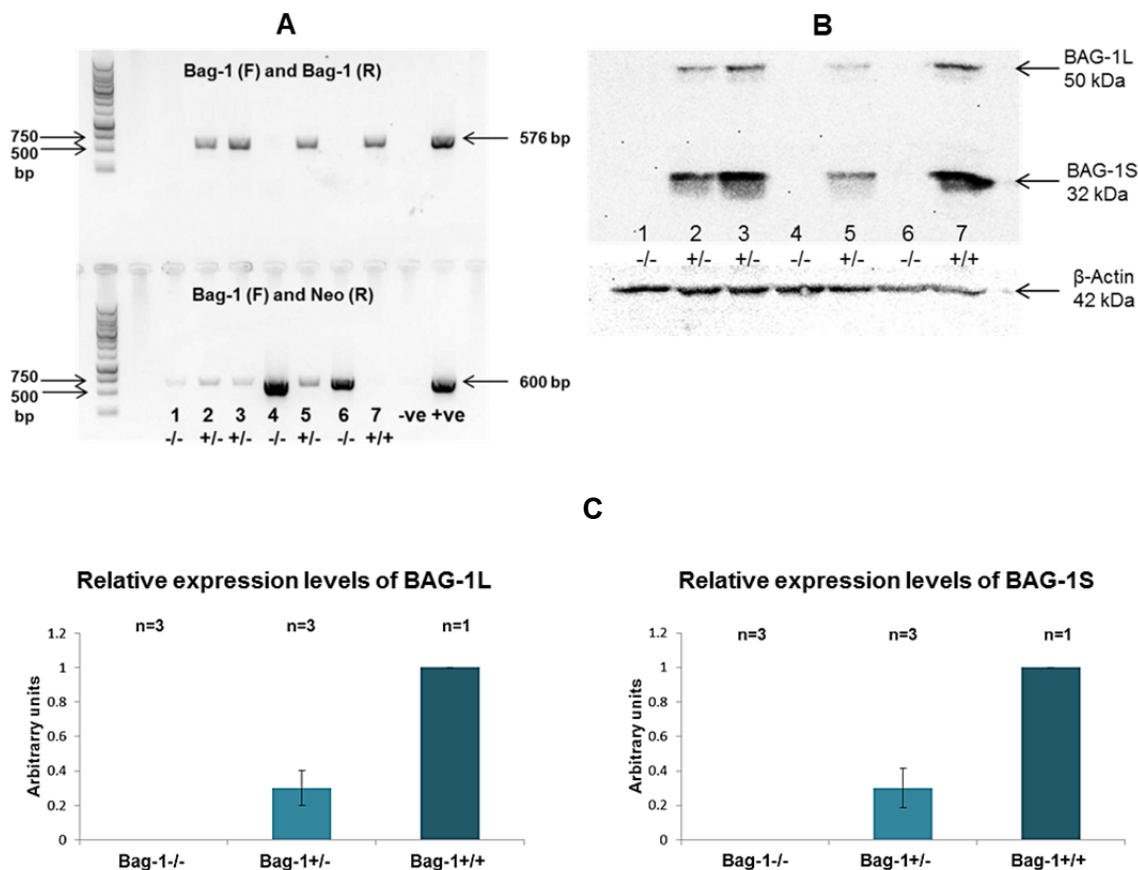 A
Bag-1 (F) and Bag-1 (R)
750
500
bp
576 bp
Bag-1 (F) and Neo (R)
750
500
bp
600 bp
1 2 3 4 5 6 7 -ve +ve
-/- +/- +/- -/- +/- -/- +/+
B
BAG-1L
50 kDa
BAG-1S
32 kDa
1 2 3 4 5 6 7
-/- +/- +/- -/- +/- -/- +/+
β-Actin
42 kDa
C
Relative expression levels of BAG-1L
n=3 n=3 n=1
1.2
1
0.8
0.6
0.4
0.2
0
Arbitrarry units
Bag-1-/- Bag-1+/- Bag-1+/+
Relative expression levels of BAG-1S
n=3 n=3 n=1
1.2
1
0.8
0.6
0.4
0.2
0
Arbitrarry units
Bag-1-/- Bag-1+/- Bag-1+/+